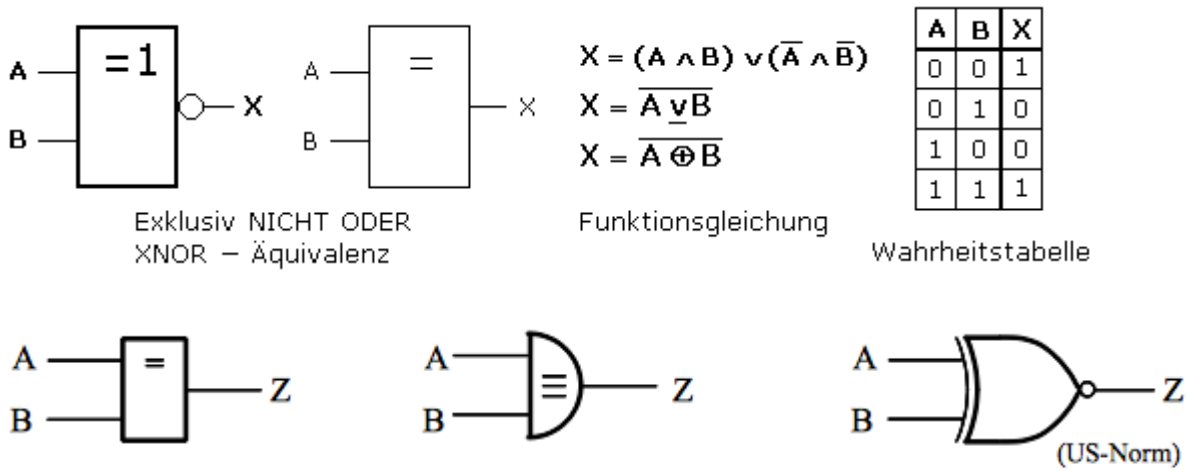 A
B
=1
X
A
B
=
X
X = (A ∧ B) ∨ (A̅ ∧ B̅)
X = A̅ ̅⊻̅ ̅B̅
X = A̅ ̅⊕̅ ̅B̅
A B X
0 0 1
0 1 0
1 0 0
1 1 1
Exklusiv NICHT ODER
XNOR – Äquivalenz
Funktionsgleichung
Wahrheitstabelle
A
B
=
Z
A
B
≡
Z
A
B
Z
(US-Norm)